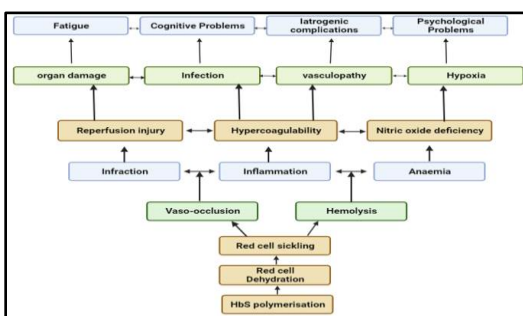 Fatigue
Cognitive Problems
Iatrogenic
complications
Psychological
Problems
organ damage
Infection
vasculopathy
Hypoxia
Reperfusion injury
Hypercoagulability
Nitric oxide deficiency
Infraction
Inflammation
Anaemia
Vaso-occlusion
Hemolysis
Red cell sickling
Red cell
Dehydration
HbS polymerisation